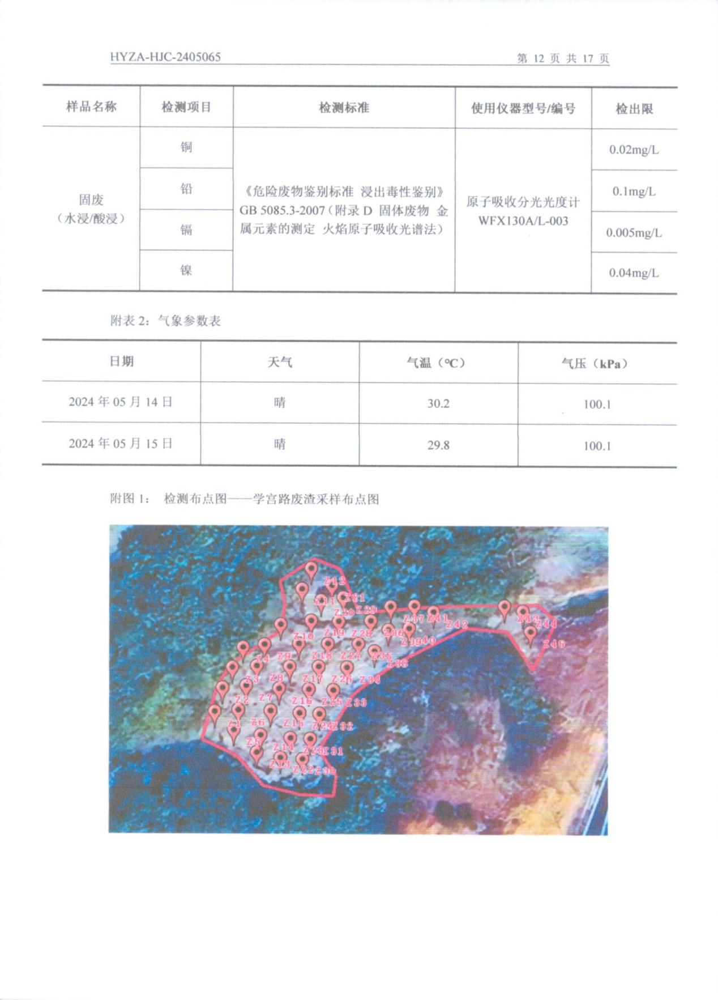 HYZA-HJC-2405065
第 12 页 共 17 页
样品名称 检测项目 检测标准 使用仪器型号/编号 检出限
固废
（水浸/酸浸）
铜
铅
镉
镍
《危险废物鉴别标准 浸出毒性鉴别》
GB 5085.3-2007（附录 D 固体废物 金
属元素的测定 火焰原子吸收光谱法）
原子吸收分光光度计
WFX130A/L-003
0.02mg/L
0.1mg/L
0.005mg/L
0.04mg/L
附表 2：气象参数表
日期 天气 气温（℃） 气压（kPa）
2024 年 05 月 14 日 晴 30.2 100.1
2024 年 05 月 15 日 晴 29.8 100.1
附图 1： 检测布点图——学宫路废渣采样布点图
Z12
Z11
Z20
Z29
Z37
Z41
Z42
Z43
Z44
Z10
Z19
Z28
Z36
Z39
Z4
Z9
Z18
Z27
Z35
Z3
Z8
Z17
Z26
Z34
Z2
Z7
Z16
Z25
Z33
Z1
Z6
Z15
Z24
Z32
Z5
Z14
Z23
Z31
Z13
Z22
Z30